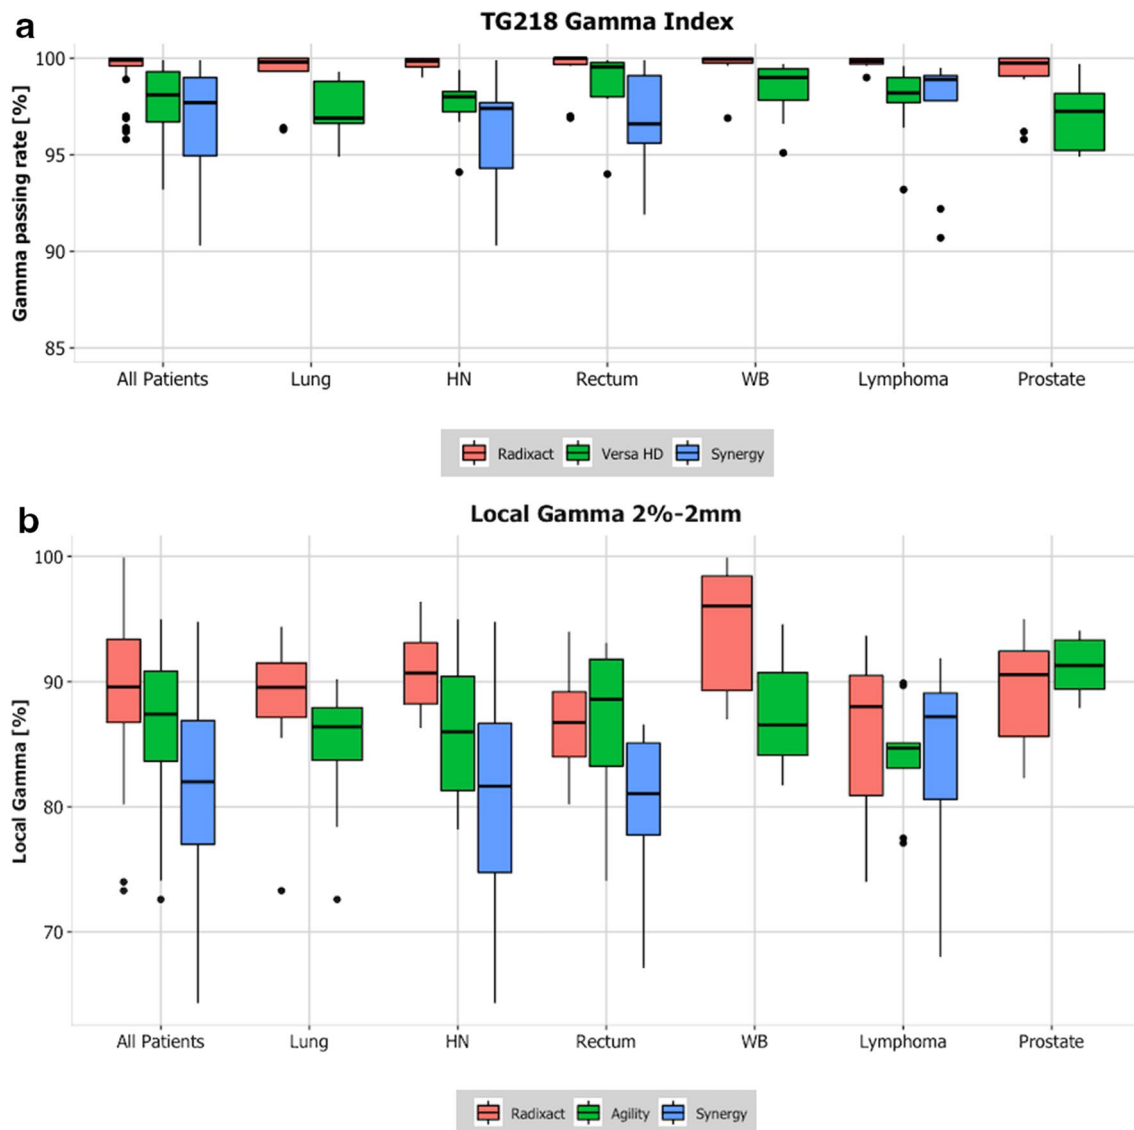 a
TG218 Gamma Index
Gamma passing rate [%]
100
95
90
85
All Patients Lung HN Rectum WB Lymphoma Prostate
Radixact Versa HD Synergy
b
Local Gamma 2%-2mm
Local Gamma [%]
100
90
80
70
All Patients Lung HN Rectum WB Lymphoma Prostate
Radixact Agility Synergy